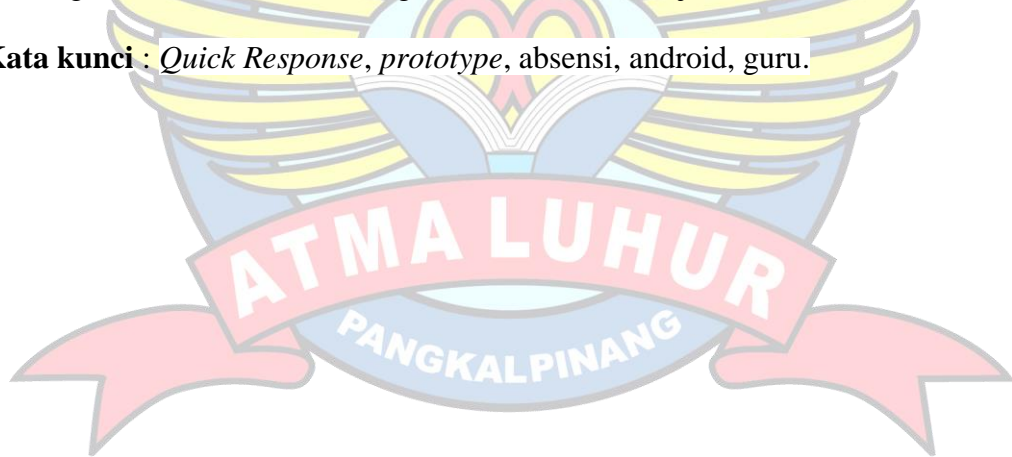 Kata kunci : Quick Response, prototype, absensi, android, guru.
ATMA LUHUR
PANGKALPINANG